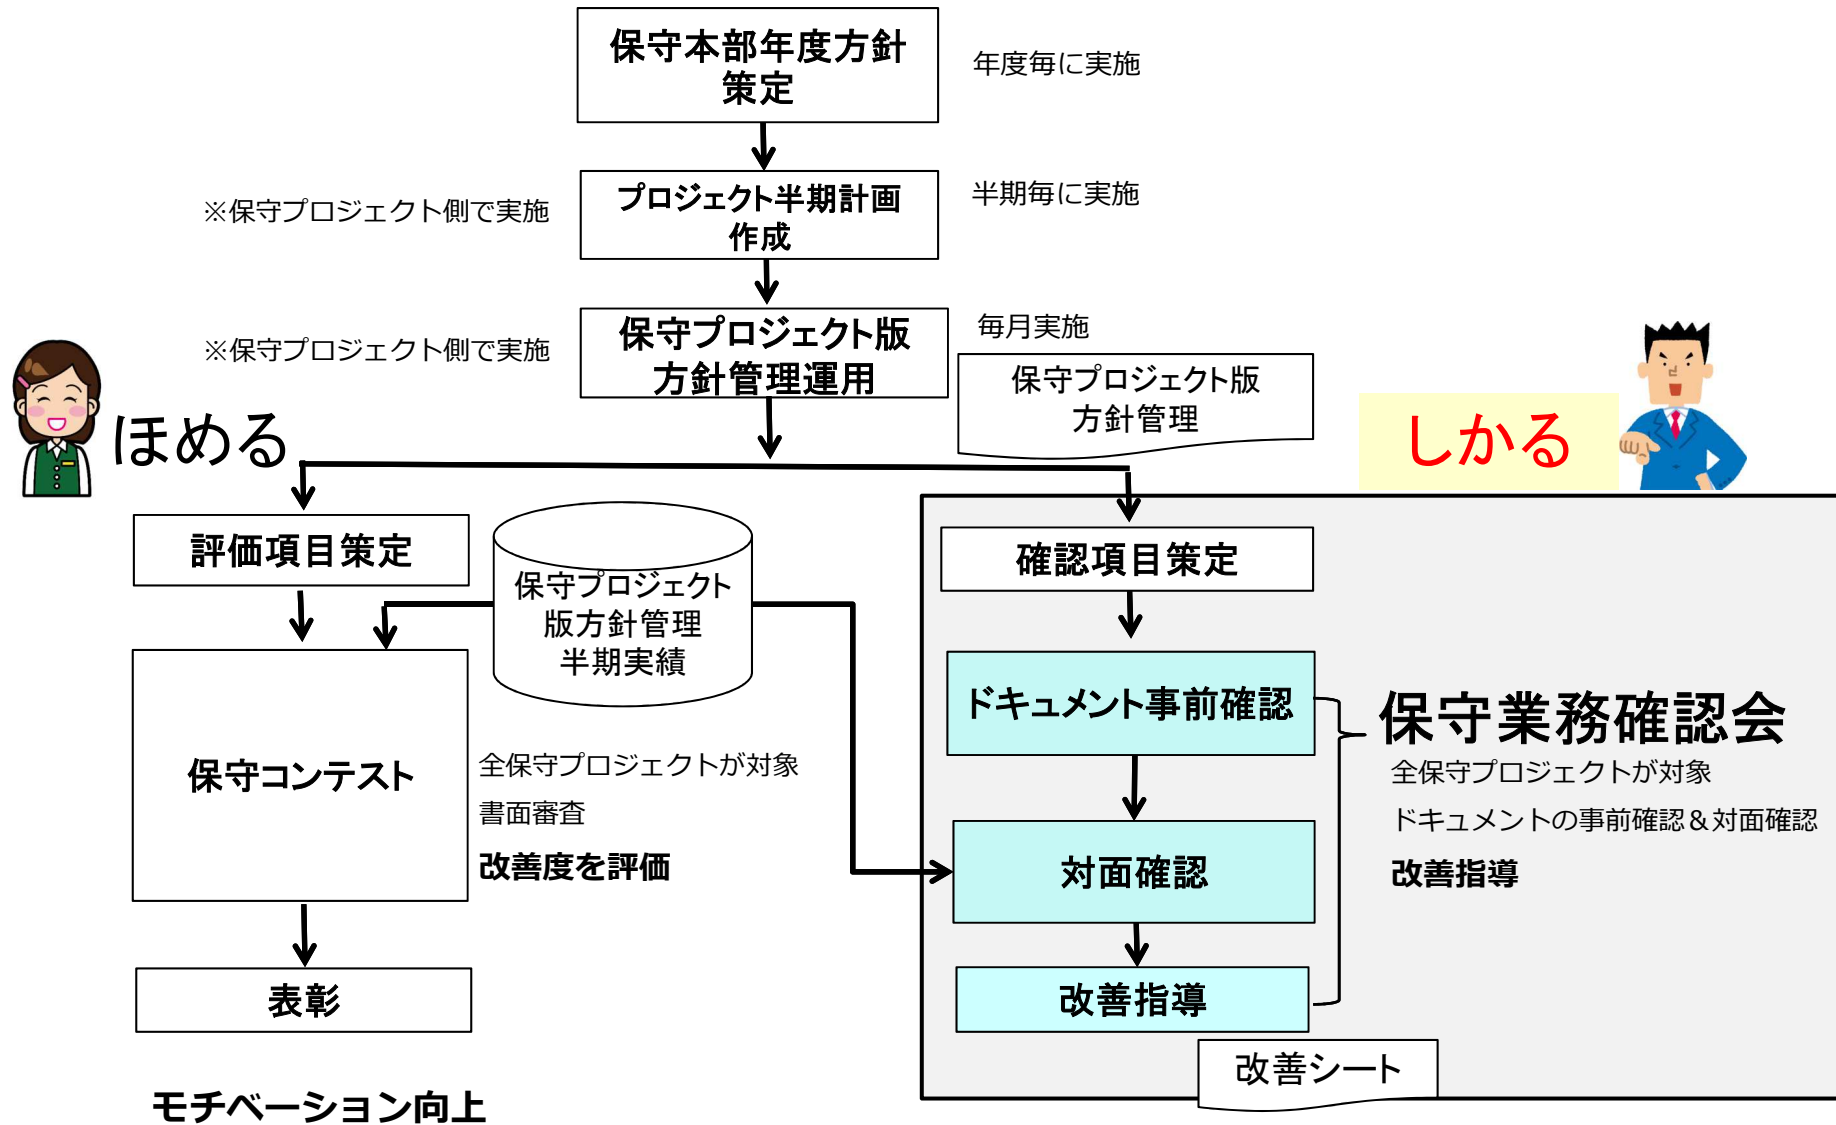 保守本部年度方針
策定
年度毎に実施
※保守プロジェクト側で実施
プロジェクト半期計画
作成
半期毎に実施
※保守プロジェクト側で実施
保守プロジェクト版
方針管理運用
毎月実施
保守プロジェクト版
方針管理
ほめる
しかる
評価項目策定
保守プロジェクト
版方針管理
半期実績
確認項目策定
保守コンテスト
全保守プロジェクトが対象
書面審査
改善度を評価
ドキュメント事前確認
対面確認
改善指導
保守業務確認会
全保守プロジェクトが対象
ドキュメントの事前確認＆対面確認
改善指導
表彰
改善シート
モチベーション向上